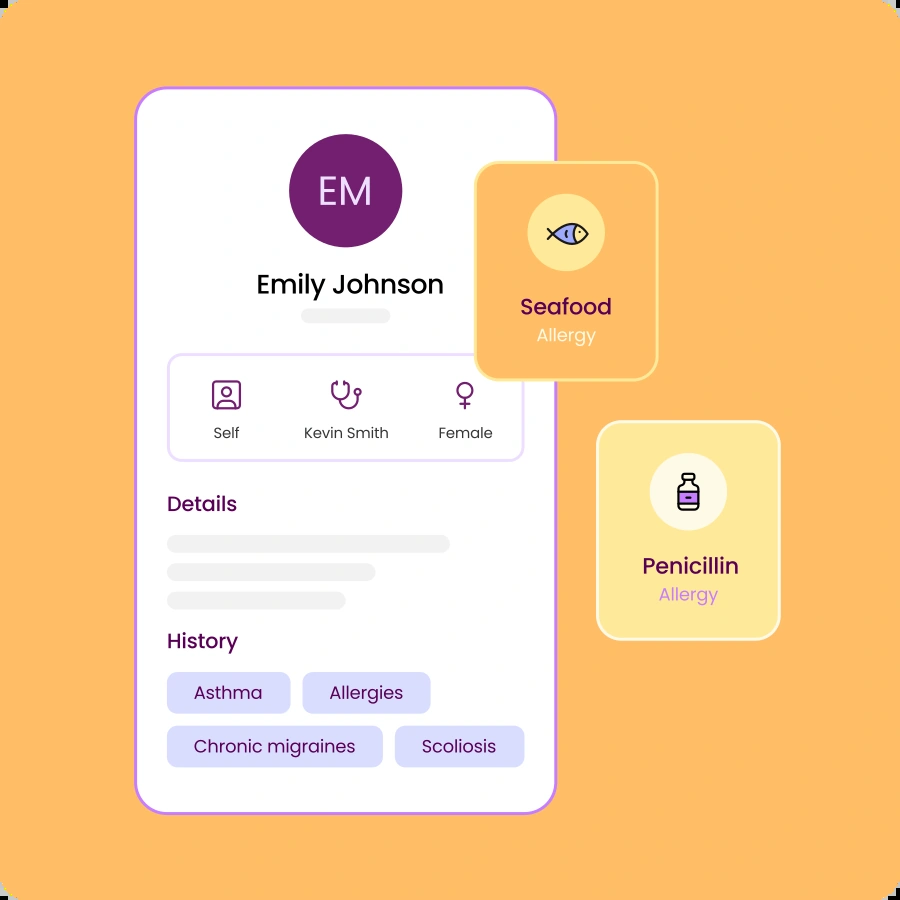 EM
Emily Johnson
Seafood
Allergy
Self
Kevin Smith
Female
Penicillin
Allergy
Details
History
Asthma
Allergies
Chronic migraines
Scoliosis